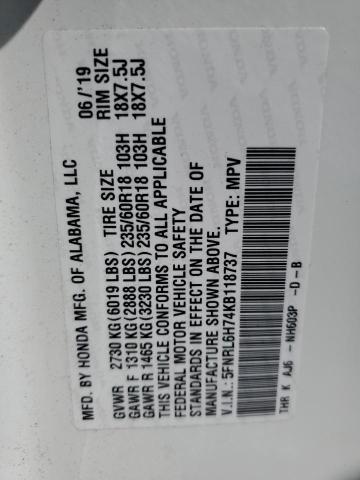 MFD. BY HONDA MFG. OF ALABAMA, LLC 06/'19
TIRE SIZE RIM SIZE
GVWR 2730 KG(6019 LBS)
GAWR F 1310 KG(2888 LBS) 235/60R18 103H 18X7.5J
GAWR R 1465 KG(3230 LBS) 235/60R18 103H 18X7.5J
THIS VEHICLE CONFORMS TO ALL APPLICABLE
FEDERAL MOTOR VEHICLE SAFETY
STANDARDS IN EFFECT ON THE DATE OF
MANUFACTURE SHOWN ABOVE.
V.I.N.: 5FNRL6H74KB118737 TYPE: MPV
THR K AJ6 - NH603P -D-B